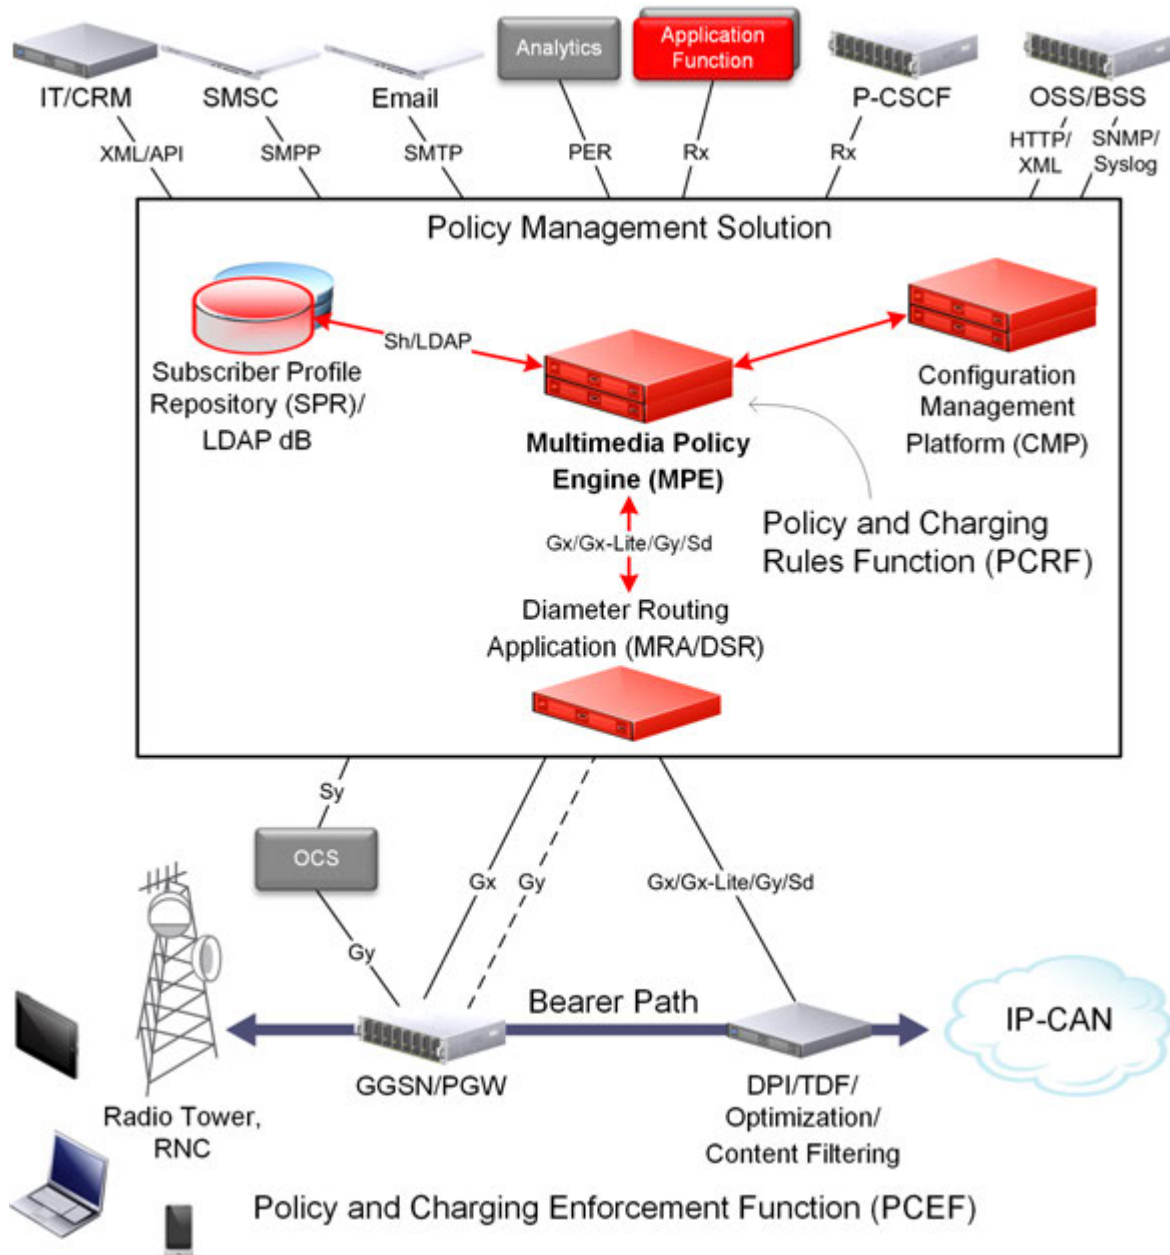 Analytics
Application
Function
IT/CRM
SMSC
Email
P-CSCF
OSS/BSS
XML/API
SMPP
SMTP
PER
Rx
Rx
HTTP/
XML
SNMP/
Syslog
Policy Management Solution
Sh/LDAP
Subscriber Profile
Repository (SPR)/
LDAP dB
Configuration
Management
Platform (CMP)
Multimedia Policy
Engine (MPE)
Policy and Charging
Rules Function (PCRF)
Gx/Gx-Lite/Gy/Sd
Diameter Routing
Application (MRA/DSR)
Sy
OCS
Gx
Gy
Gx/Gx-Lite/Gy/Sd
Gy
Bearer Path
IP-CAN
GGSN/PGW
DPI/TDF/
Optimization/
Content Filtering
Radio Tower,
RNC
Policy and Charging Enforcement Function (PCEF)